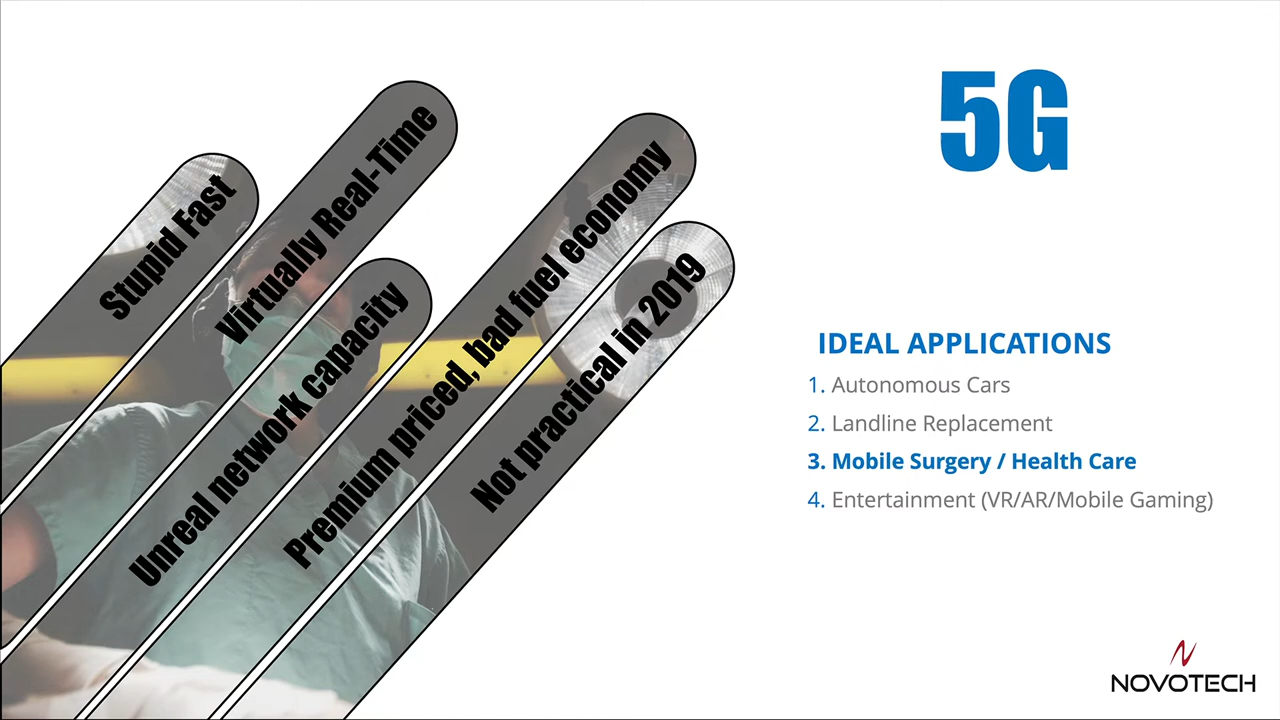 Stupid Fast
Virtually Real-Time
Unreal network capacity
Premium priced, bad fuel economy
Not practical in 2019
5G
IDEAL APPLICATIONS
1. Autonomous Cars
2. Landline Replacement
3. Mobile Surgery / Health Care
4. Entertainment (VR/AR/Mobile Gaming)
NOVOTECH